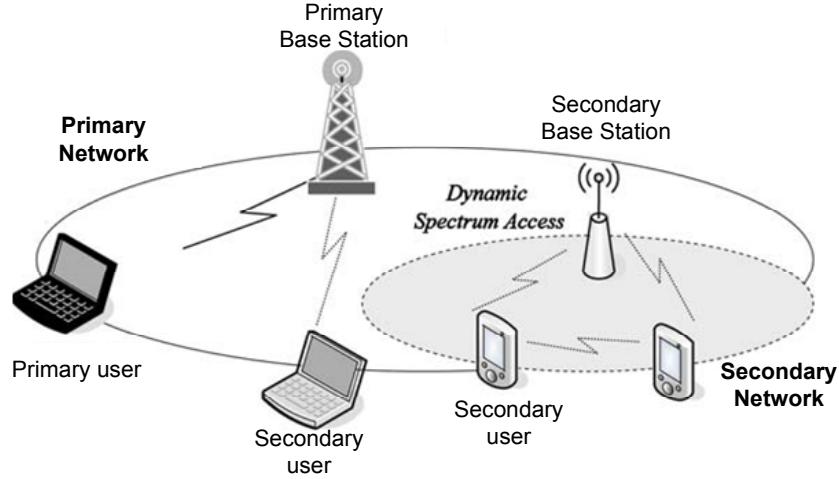 Primary
Base Station
Secondary
Base Station
Primary
Network
Dynamic
Spectrum Access
Primary user
Secondary
user
Secondary
user
Secondary
Network